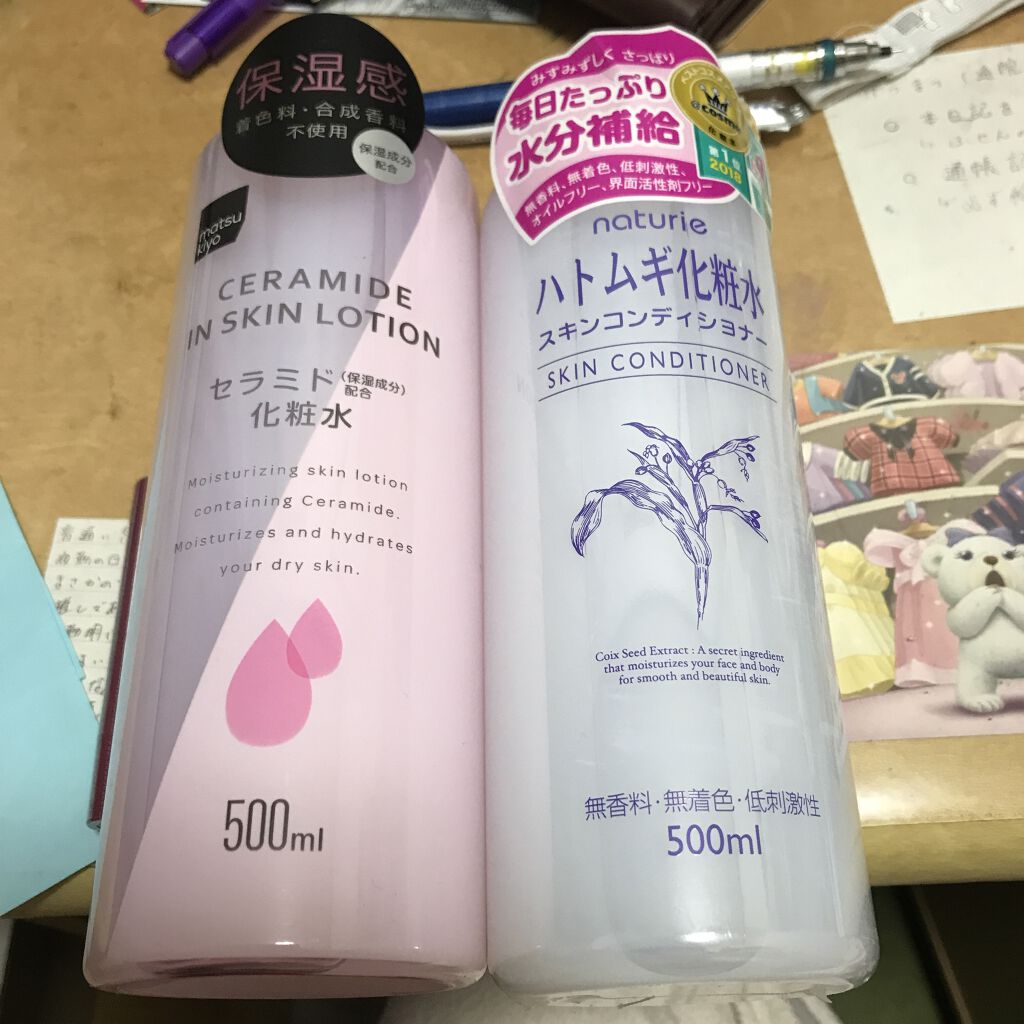 保湿感
着色料・合成香料
不使用
保湿成分
配合
matsu
kiyo
CERAMIDE
IN SKIN LOTION
セラミド(保湿成分)
配合
化粧水
Moisturizing skin lotion
containing Ceramide.
Moisturizes and hydrates
your dry skin.
500ml
みずみずしく さっぱり
毎日たっぷり
水分補給
無香料、無着色、低刺激性、
オイルフリー、界面活性剤フリー
@cosme
第1位
2018
naturie
ハトムギ化粧水
スキンコンディショナー
SKIN CONDITIONER
Coix Seed Extract : A secret ingredient
that moisturizes your face and body
for smooth and beautiful skin.
無香料・無着色・低刺激性
500ml